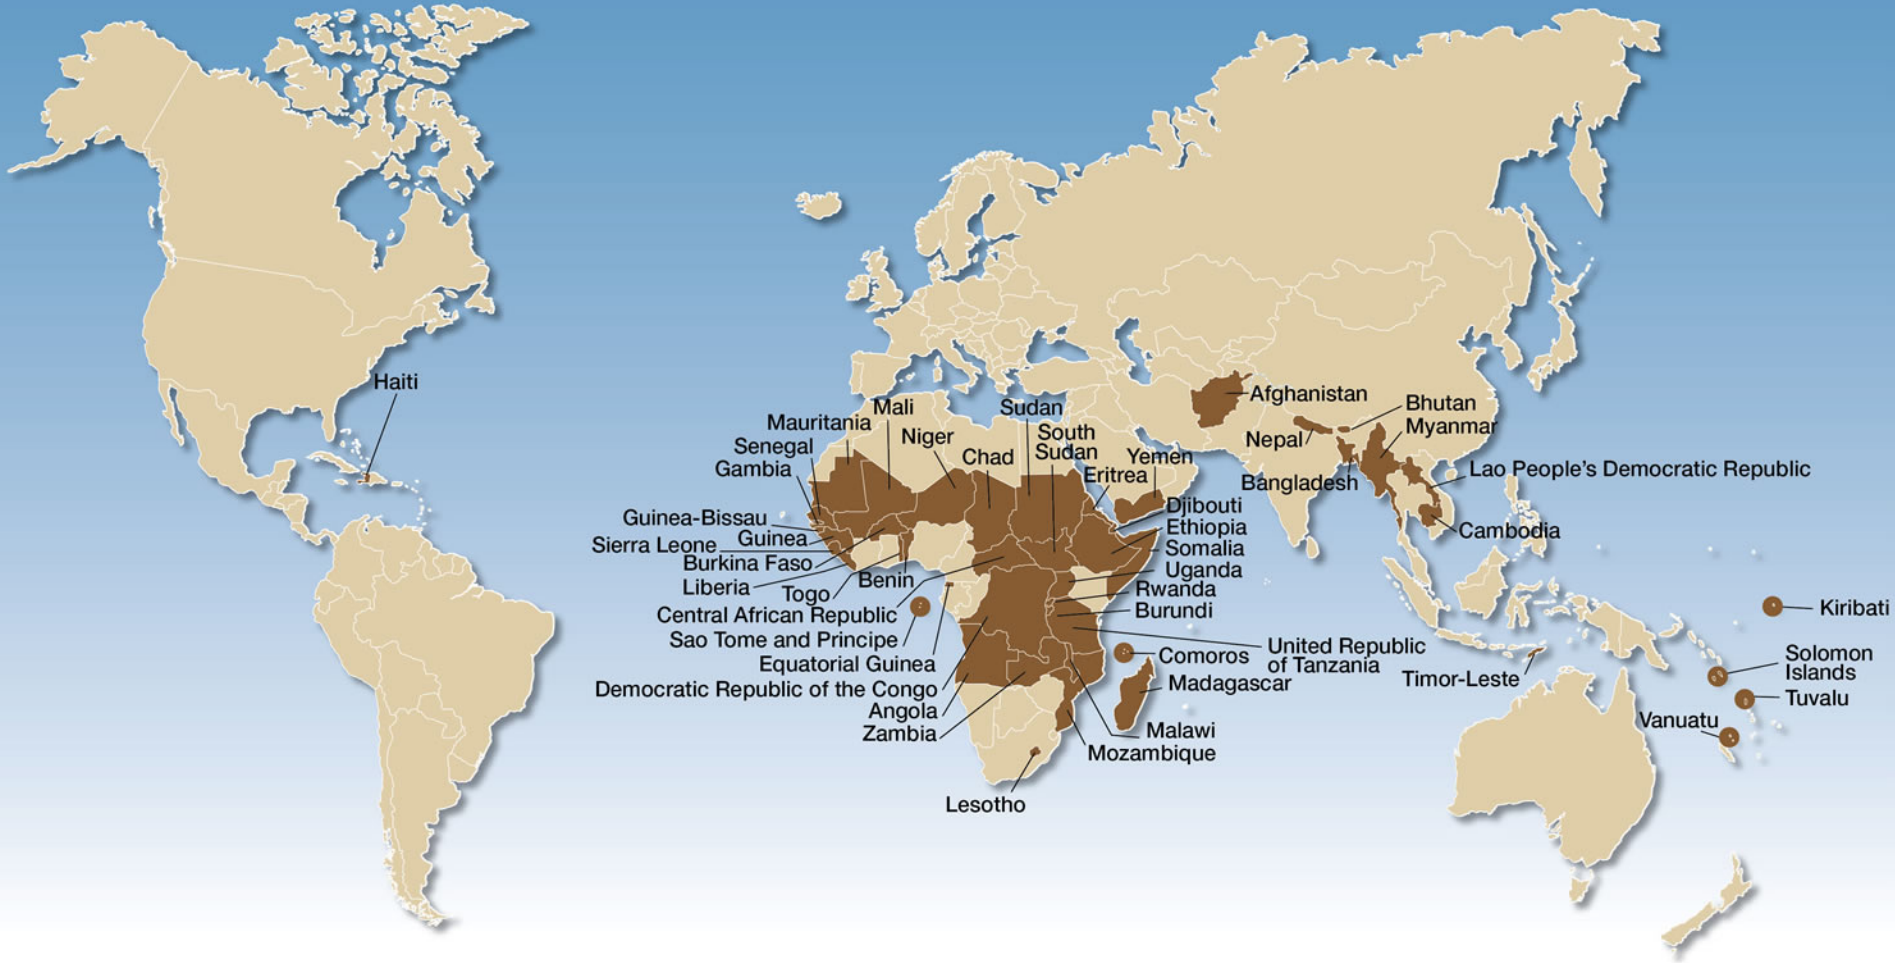 Haiti
Mali
Mauritania
Senegal
Gambia
Niger
Chad
Sudan
South
Sudan
Eritrea
Yemen
Djibouti
Ethiopia
Somalia
Uganda
Rwanda
Burundi
Guinea-Bissau
Guinea
Sierra Leone
Burkina Faso
Liberia
Togo
Benin
Central African Republic
Sao Tome and Principe
Equatorial Guinea
Democratic Republic of the Congo
Angola
Zambia
Lesotho
United Republic
of Tanzania
Comoros
Madagascar
Malawi
Mozambique
Afghanistan
Nepal
Bhutan
Myanmar
Bangladesh
Lao People's Democratic Republic
Cambodia
Timor-Leste
Kiribati
Solomon
Islands
Tuvalu
Vanuatu